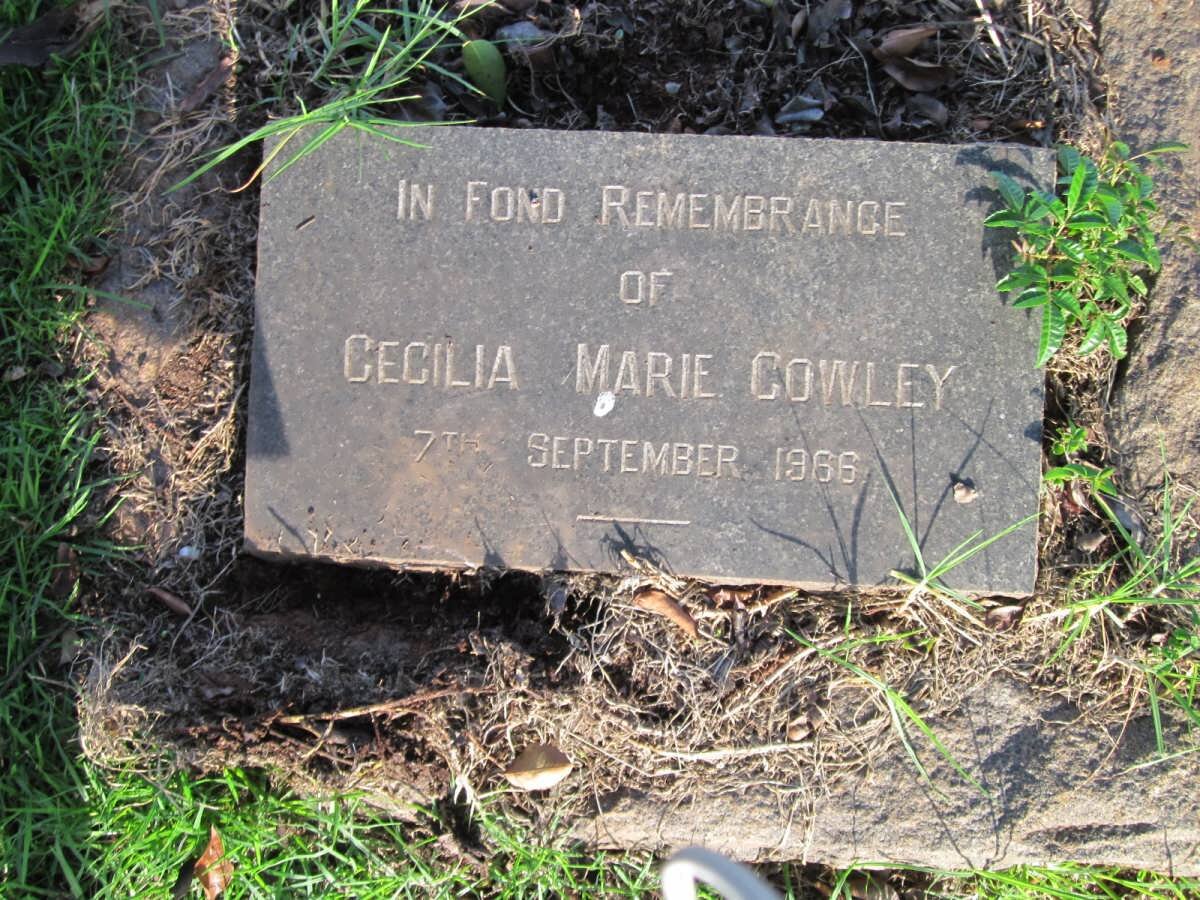 In Fond Remembrance
of
Cecilia Marie Cowley
7th September 1966